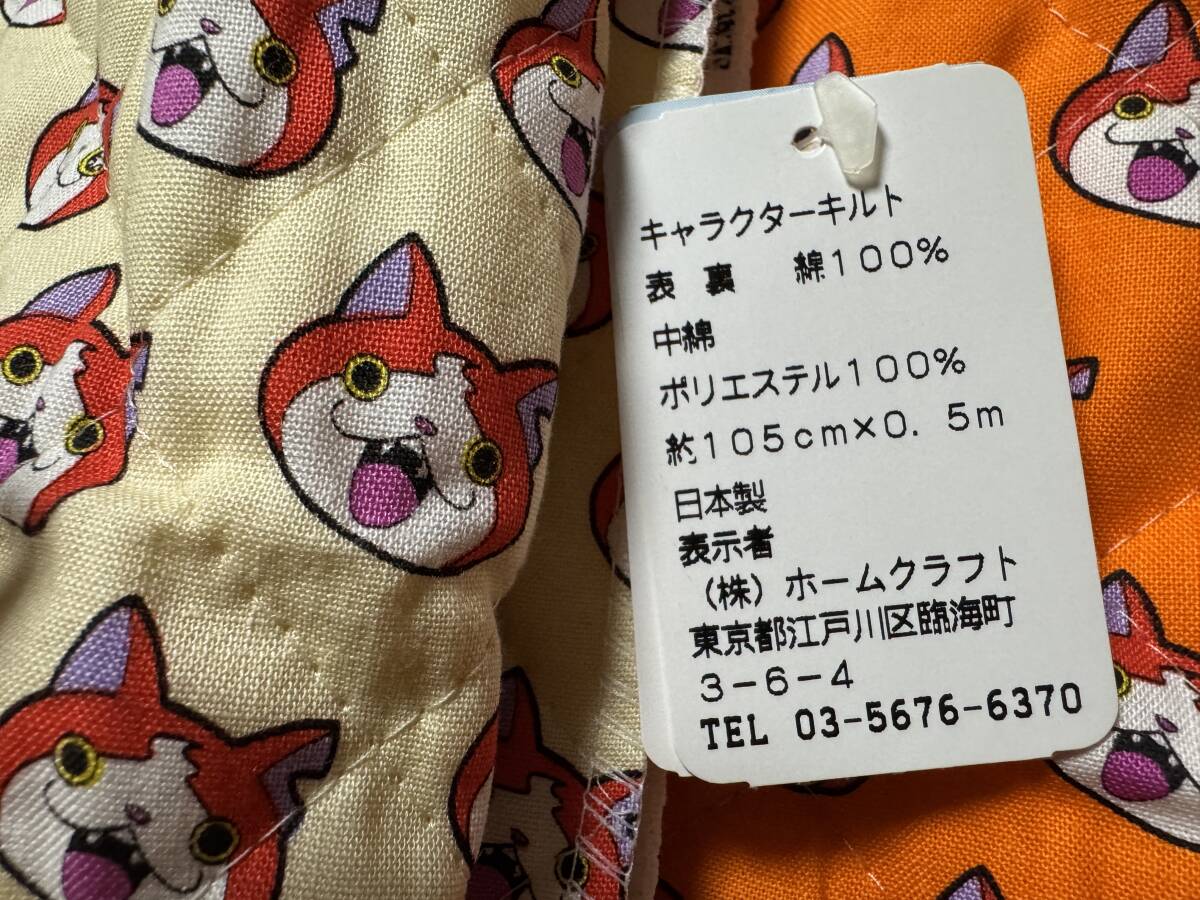 キャラクターキルト
表　裏　　綿１００％
中綿
ポリエステル１００％
約１０５ｃｍ×０．５ｍ
日本製
表示者
（株）ホームクラフト
東京都江戸川区臨海町
３－６－４
TEL 03-5676-6370